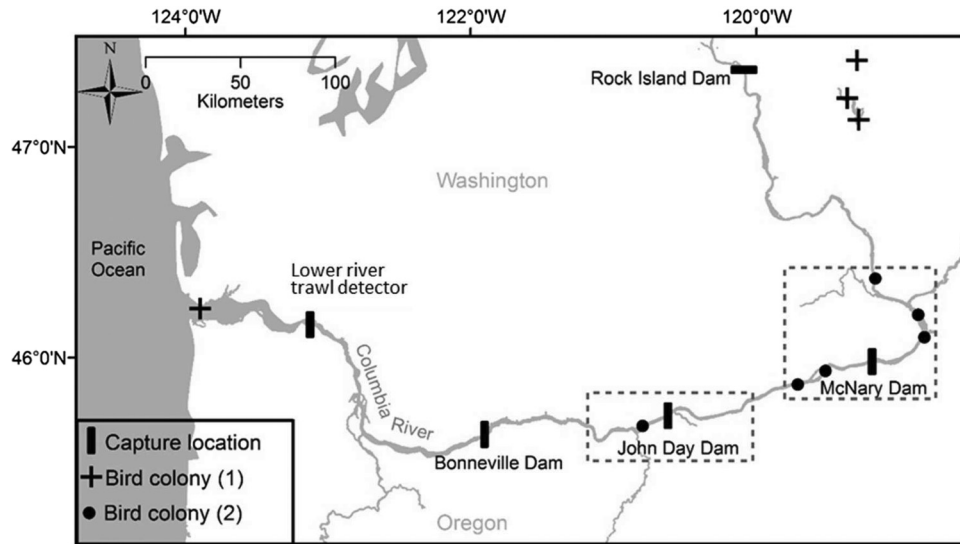 124°0'W 122°0'W 120°0'W
N
0 50 100
Kilometers
Rock Island Dam
47°0'N
Washington
Pacific
Ocean
Lower river
trawl detector
46°0'N
Columbia
River
McNary Dam
John Day Dam
Bonneville Dam
Capture location
Bird colony (1)
Bird colony (2)
Oregon